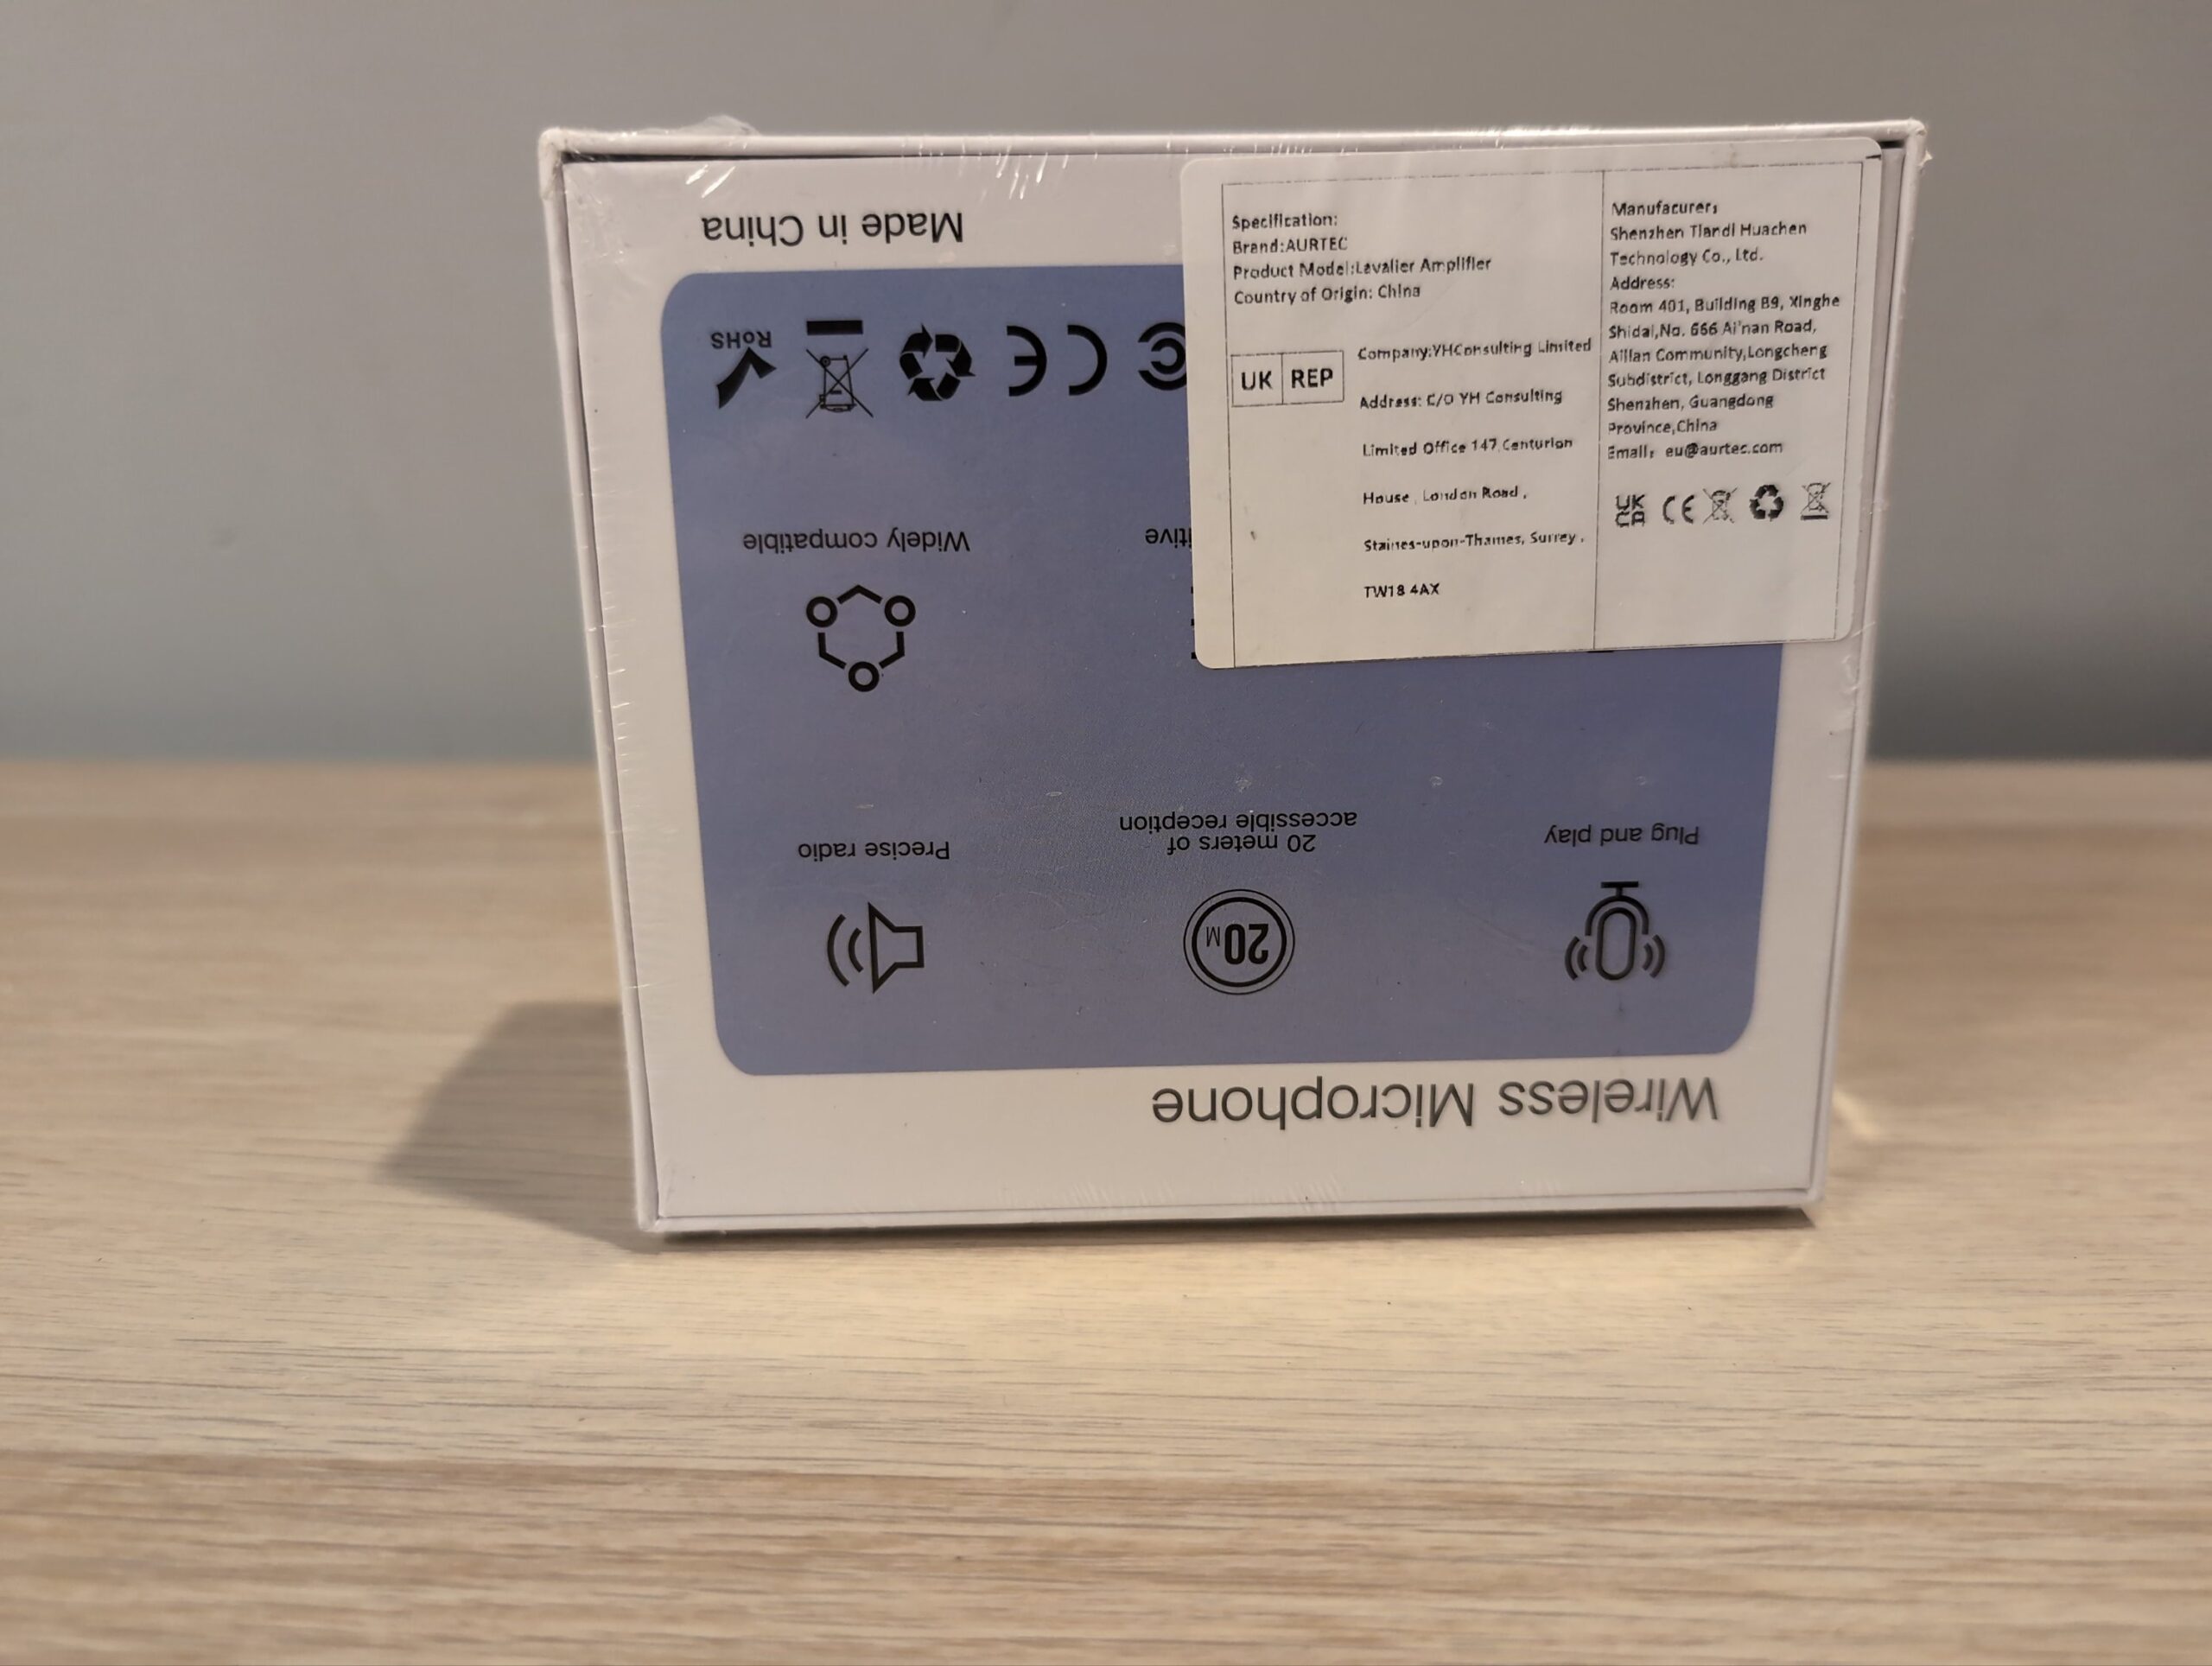 Specification:
Brand:AURTEC
Product Model:Lavalier Amplifier
Country of Origin: China
UK REP
Company:YHConsulting Limited
Address: C/O YH Consulting
Limited Office 147,Centurion
House , London Road ,
Staines-upon-Thames, Surrey ,
TW18 4AX
Manufacurer:
Shenzhen Tiandi Huachen
Technology Co., Ltd.
Address:
Room 401, Building B9, Xinghe
Shidai,No. 666 Ai'nan Road,
Ailian Community,Longcheng
Subdistrict, Longgang District
Shenzhen, Guangdong
Province,China
Email: eu@aurtec.com
UK
CA CE
Wireless Microphone
20 M
Plug and play
20 meters of
accessible reception
Precise radio
Widely compatible
CE
RoHS
Made in China